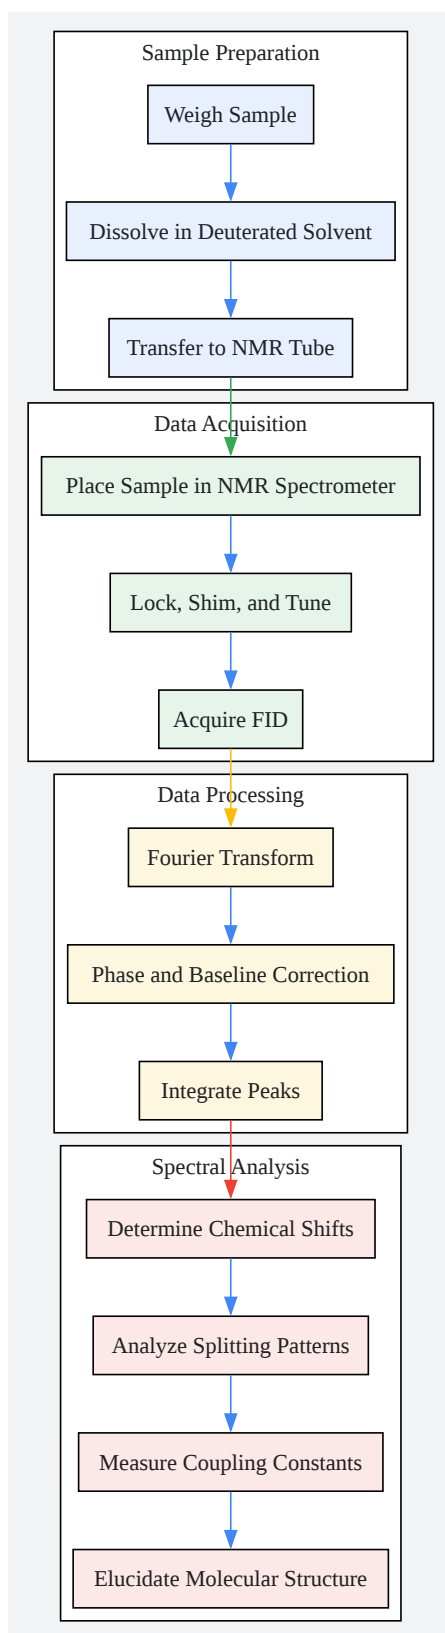 Sample Preparation
Weigh Sample
Dissolve in Deuterated Solvent
Transfer to NMR Tube
Data Acquisition
Place Sample in NMR Spectrometer
Lock, Shim, and Tune
Acquire FID
Data Processing
Fourier Transform
Phase and Baseline Correction
Integrate Peaks
Spectral Analysis
Determine Chemical Shifts
Analyze Splitting Patterns
Measure Coupling Constants
Elucidate Molecular Structure